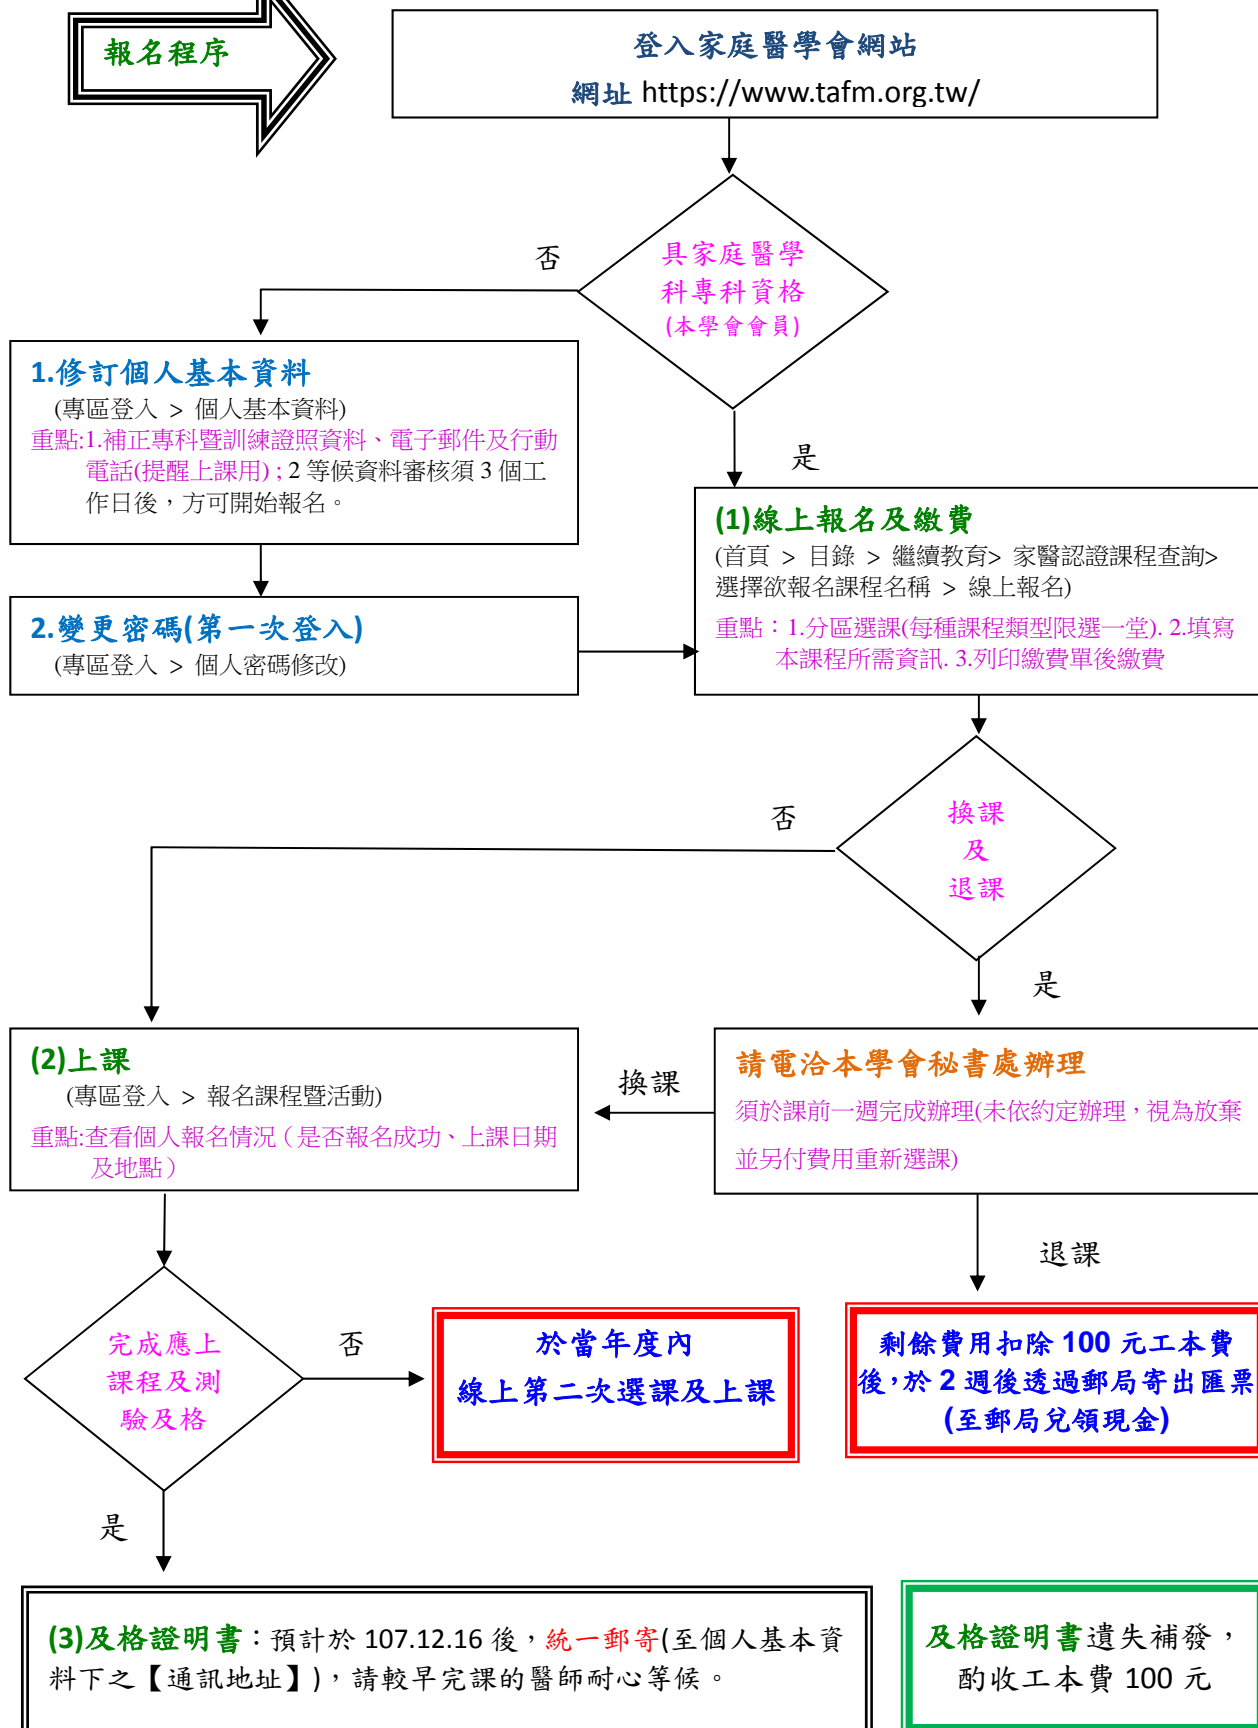 報名程序
登入家庭醫學會網站
網址 https://www.tafm.org.tw/
否
具家庭醫學
科專科資格
(本學會會員)
1.修訂個人基本資料
(專區登入 > 個人基本資料)
重點:1.補正專科暨訓練證照資料、電子郵件及行動
電話(提醒上課用) ; 2 等候資料審核須 3 個工
作日後，方可開始報名。
是
(1)線上報名及繳費
(首頁 > 目錄 > 繼續教育> 家醫認證課程查詢>
選擇欲報名課程名稱 > 線上報名)
重點：1.分區選課(每種課程類型限選一堂). 2.填寫
本課程所需資訊. 3.列印繳費單後繳費
2.變更密碼(第一次登入)
(專區登入 > 個人密碼修改)
否
換課
及
退課
是
(2)上課
(專區登入 > 報名課程暨活動)
重點:查看個人報名情況（是否報名成功、上課日期
及地點）
換課
請電洽本學會秘書處辦理
須於課前一週完成辦理(未依約定辦理，視為放棄
並另付費用重新選課)
退課
完成應上
課程及測
驗及格
否
於當年度內
線上第二次選課及上課
剩餘費用扣除 100 元工本費
後，於 2 週後透過郵局寄出匯票
(至郵局兌領現金)
是
(3)及格證明書：預計於 107.12.16 後，統一郵寄(至個人基本資
料下之【通訊地址】)，請較早完課的醫師耐心等候。
及格證明書遺失補發，
酌收工本費 100 元